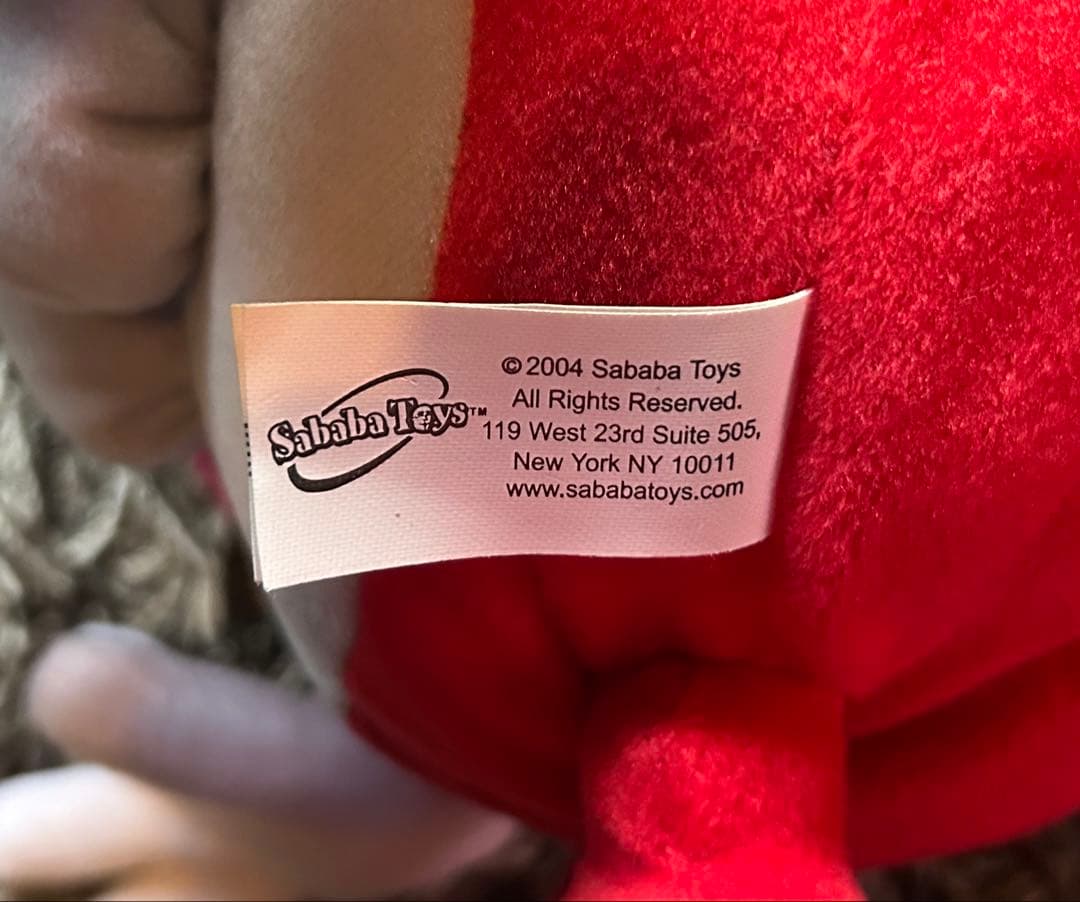 Sababa Toys™
© 2004 Sababa Toys
All Rights Reserved.
119 West 23rd Suite 505,
New York NY 10011
www.sababatoys.com